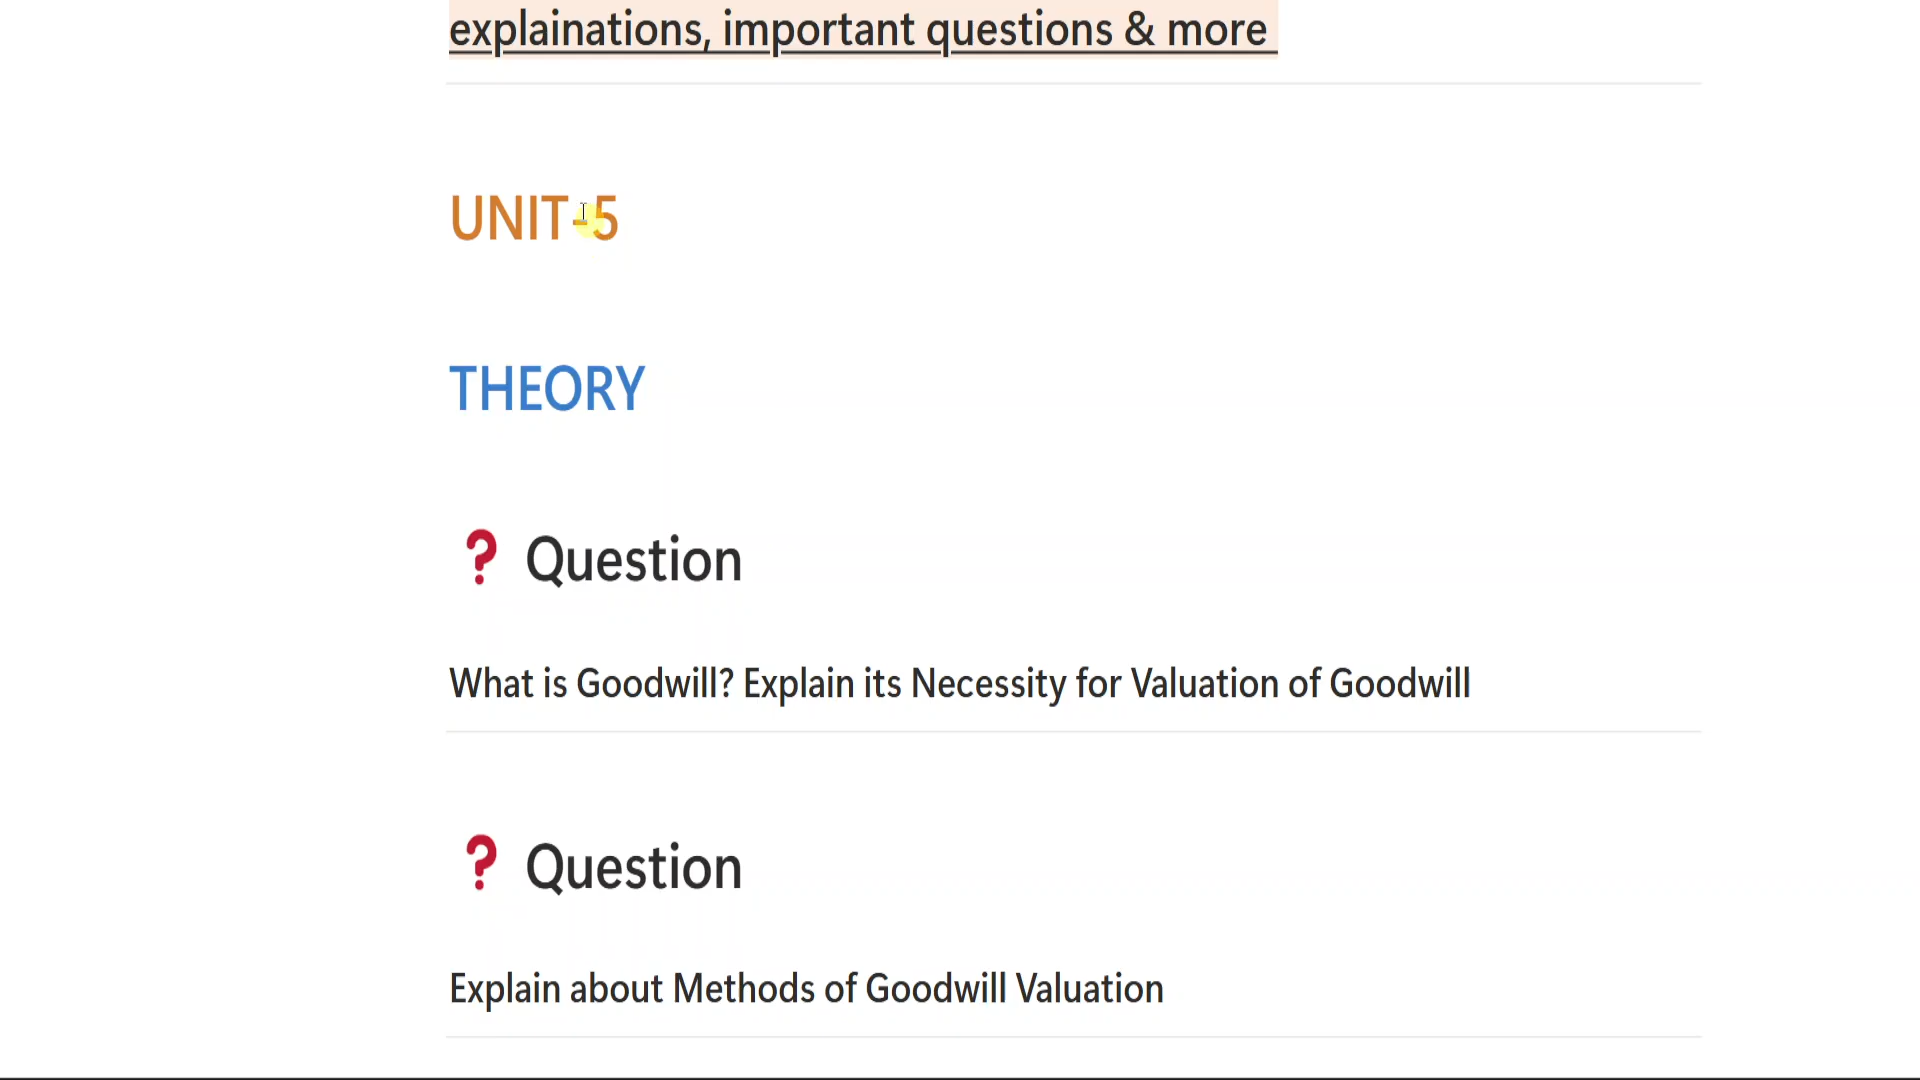 explainations, important questions & more
UNIT-5
THEORY
❓ Question
What is Goodwill? Explain its Necessity for Valuation of Goodwill
❓ Question
Explain about Methods of Goodwill Valuation